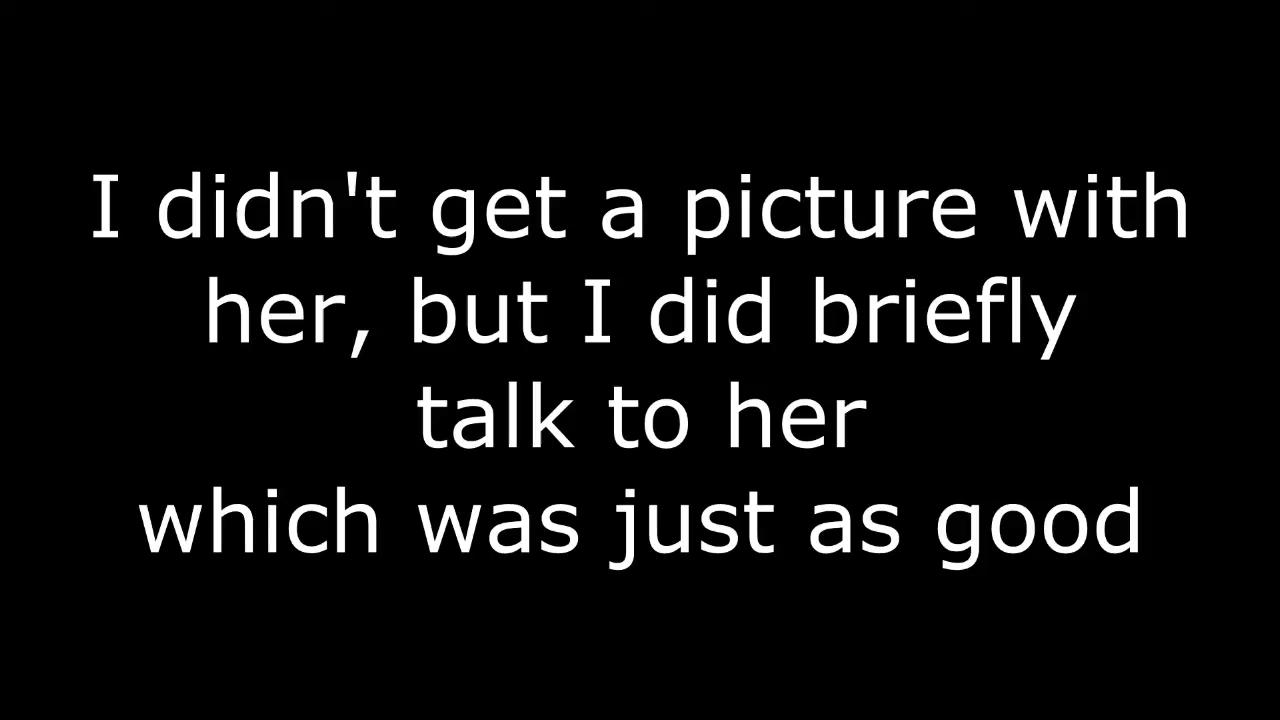 I didn't get a picture with
her, but I did briefly
talk to her
which was just as good